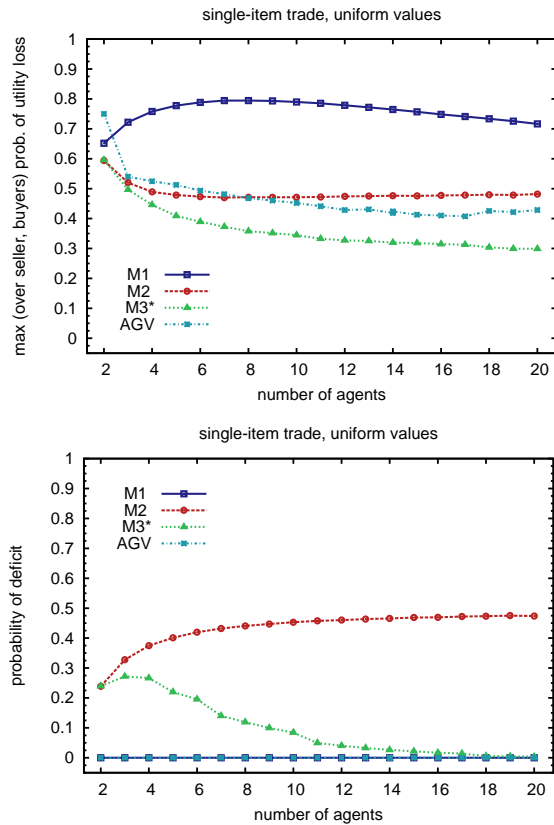 single-item trade, uniform values
max (over seller, buyers) prob. of utility loss
1
0.9
0.8
0.7
0.6
0.5
0.4
0.3
0.2
0.1
0
M1
M2
M3*
AGV
2 4 6 8 10 12 14 16 18 20
number of agents
single-item trade, uniform values
probability of deficit
1
0.9
0.8
0.7
0.6
0.5
0.4
0.3
0.2
0.1
0
M1
M2
M3*
AGV
2 4 6 8 10 12 14 16 18 20
number of agents